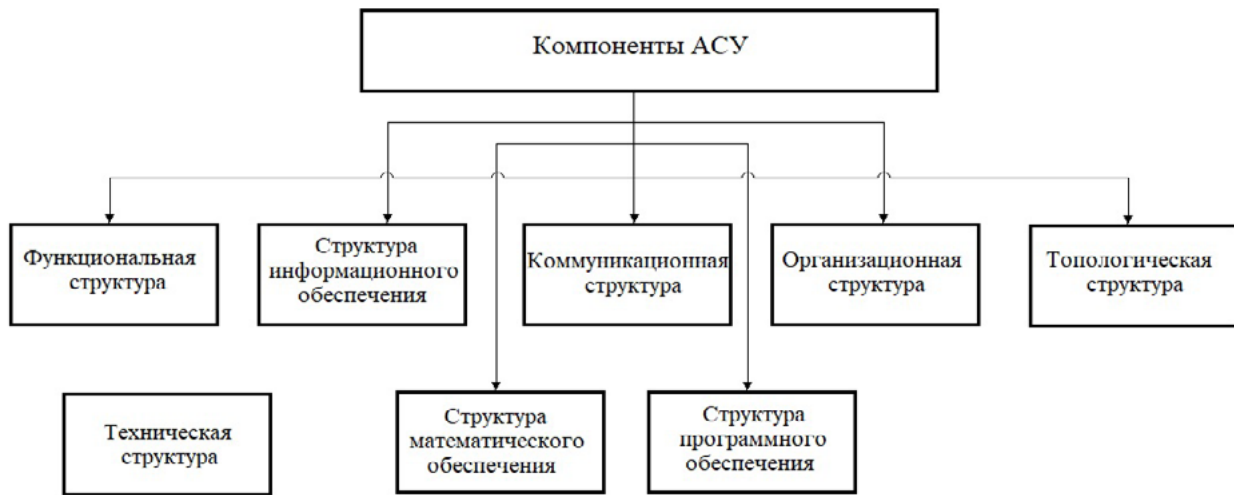 Компоненты АСУ
Функциональная
структура
Структура
информационного
обеспечения
Коммуникационная
структура
Организационная
структура
Топологическая
структура
Техническая
структура
Структура
математического
обеспечения
Структура
программного
обеспечения